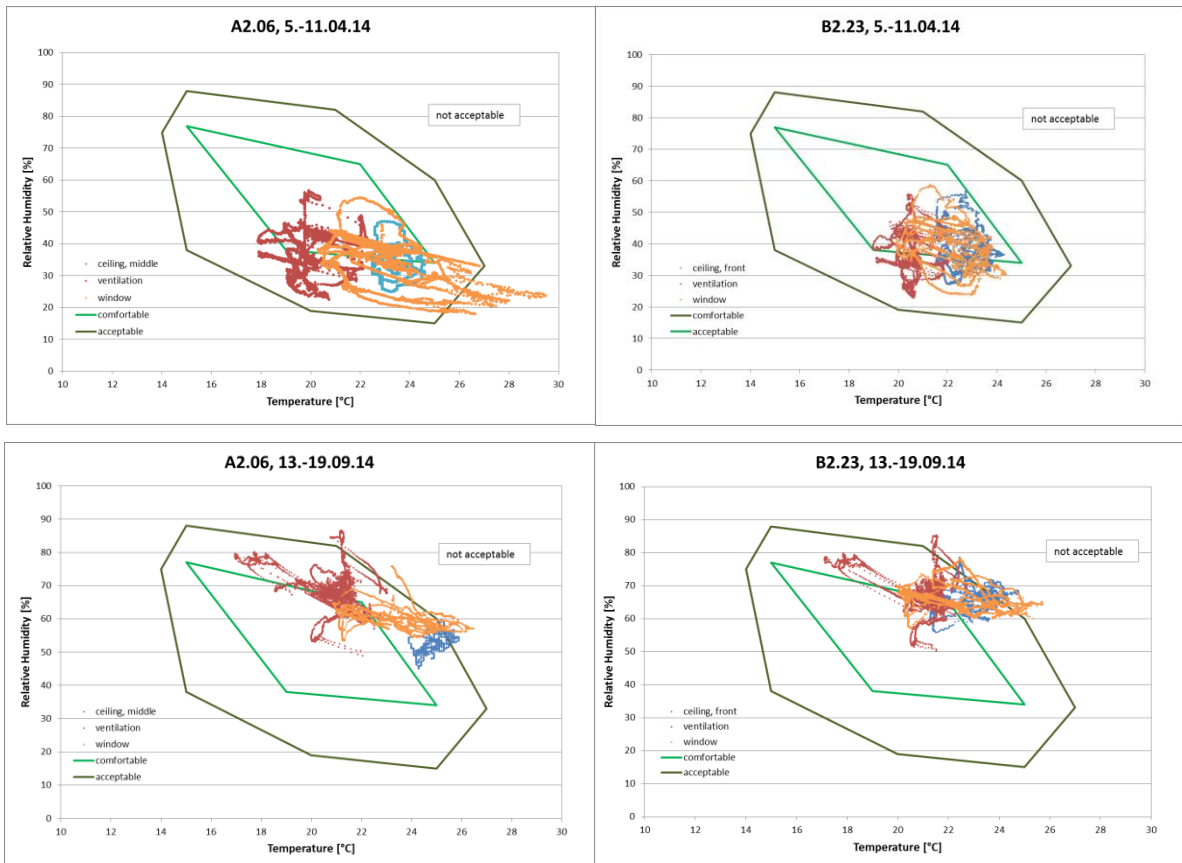 A2.06, 5.-11.04.14
Relative Humidity [%]
100
90
80
70
60
50
40
30
20
10
0
not acceptable
ceiling, middle
ventilation
window
comfortable
acceptable
10 12 14 16 18 20 22 24 26 28 30
Temperature [°C]
B2.23, 5.-11.04.14
Relative Humidity [%]
100
90
80
70
60
50
40
30
20
10
0
not acceptable
ceiling, front
ventilation
window
comfortable
acceptable
10 12 14 16 18 20 22 24 26 28 30
Temperature [°C]
A2.06, 13.-19.09.14
Relative Humidity [%]
100
90
80
70
60
50
40
30
20
10
0
not acceptable
ceiling, middle
ventilation
window
comfortable
acceptable
10 12 14 16 18 20 22 24 26 28 30
Temperature [°C]
B2.23, 13.-19.09.14
Relative Humidity [%]
100
90
80
70
60
50
40
30
20
10
0
not acceptable
ceiling, front
ventilation
window
comfortable
acceptable
10 12 14 16 18 20 22 24 26 28 30
Temperature [°C]